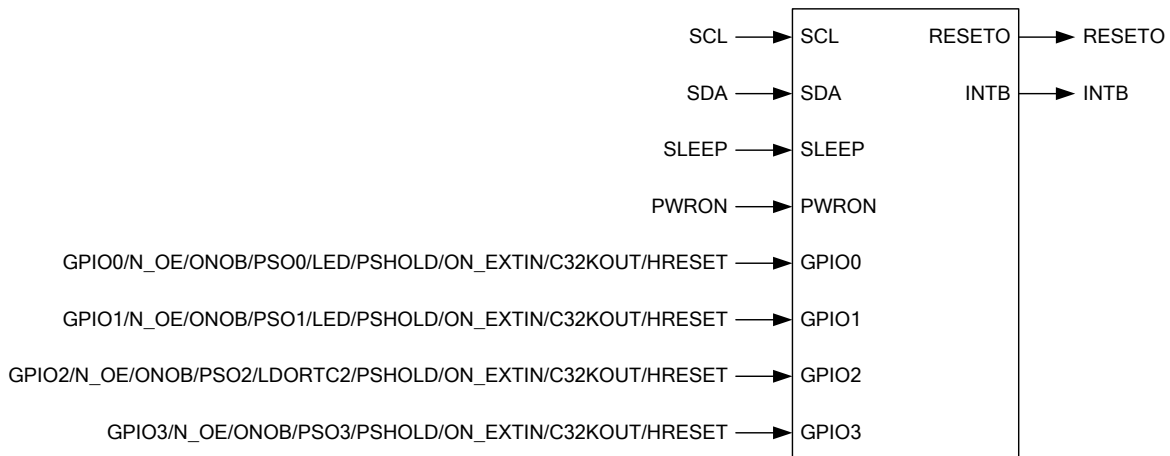 SCL SCL RESETO RESETO
SDA SDA INTB INTB
SLEEP SLEEP
PWRON PWRON
GPIO0/N_OE/ONOB/PSO0/LED/PSHOLD/ON_EXTIN/C32KOUT/HRESET GPIO0
GPIO1/N_OE/ONOB/PSO1/LED/PSHOLD/ON_EXTIN/C32KOUT/HRESET GPIO1
GPIO2/N_OE/ONOB/PSO2/LDORTC2/PSHOLD/ON_EXTIN/C32KOUT/HRESET GPIO2
GPIO3/N_OE/ONOB/PSO3/PSHOLD/ON_EXTIN/C32KOUT/HRESET GPIO3